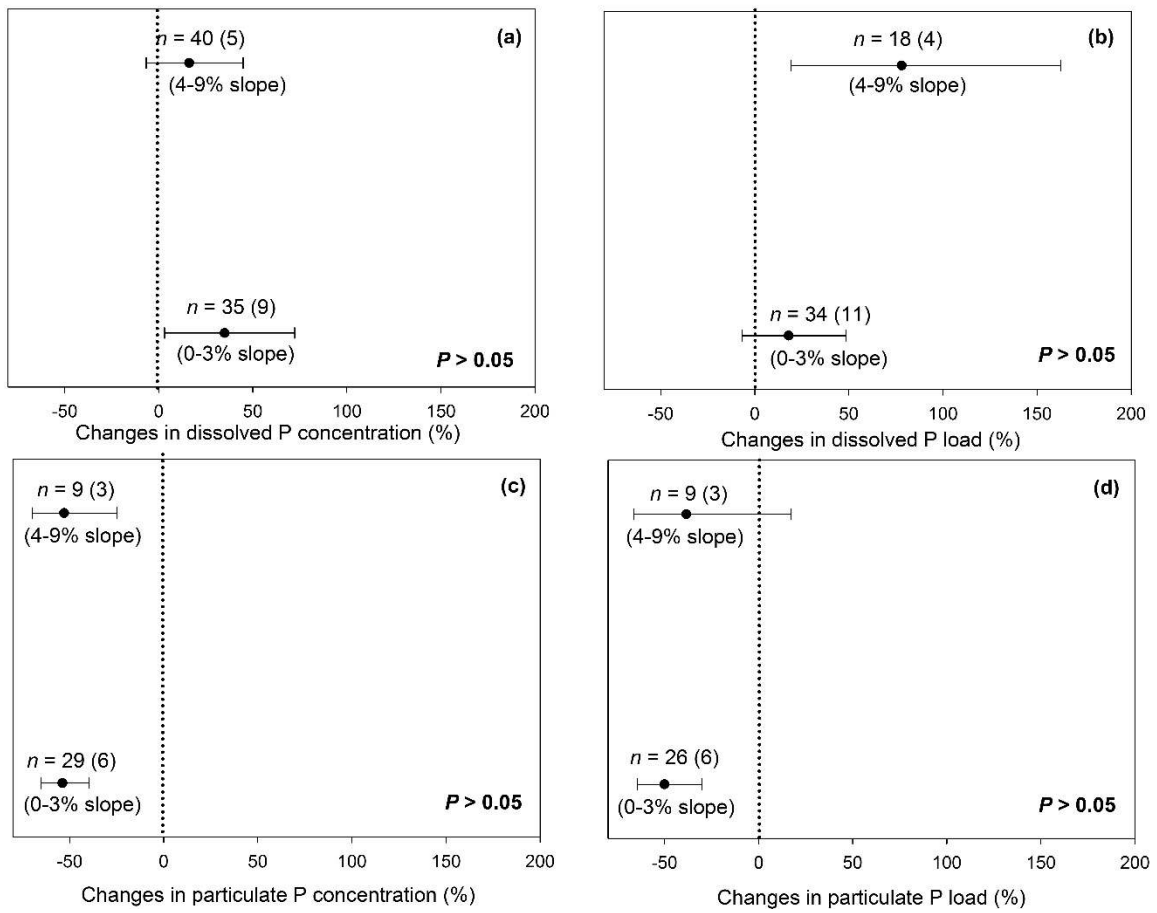 n = 40 (5)
(a)
(4-9% slope)
n = 35 (9)
(0-3% slope)
P > 0.05
-50 0 50 100 150 200
Changes in dissolved P concentration (%)
n = 18 (4)
(b)
(4-9% slope)
n = 34 (11)
(0-3% slope)
P > 0.05
-50 0 50 100 150 200
Changes in dissolved P load (%)
n = 9 (3)
(c)
(4-9% slope)
n = 29 (6)
(0-3% slope)
P > 0.05
-50 0 50 100 150 200
Changes in particulate P concentration (%)
n = 9 (3)
(d)
(4-9% slope)
n = 26 (6)
(0-3% slope)
P > 0.05
-50 0 50 100 150 200
Changes in particulate P load (%)